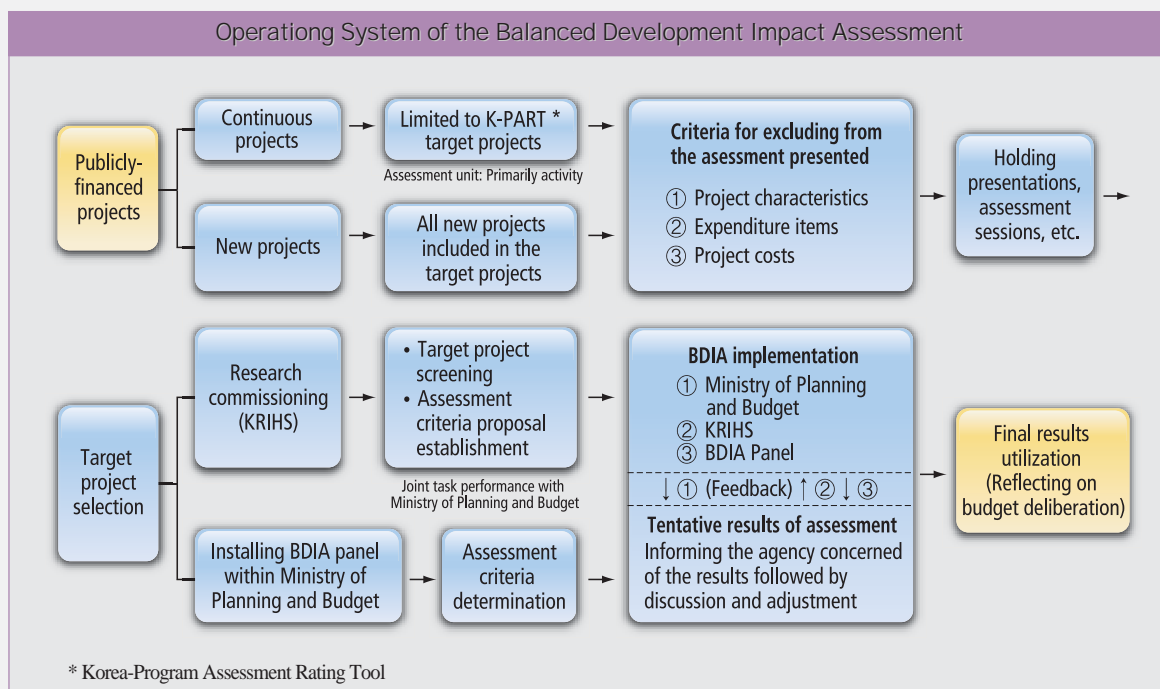 Operationg System of the Balanced Development Impact Assessment
Publicly-
financed
projects
Continuous
projects
Limited to K-PART *
target projects
Assessment unit: Primarily activity
New projects
All new projects
included in the
target projects
Criteria for excluding from
the asessment presented
① Project characteristics
② Expenditure items
③ Project costs
Holding
presentations,
assessment
sessions, etc.
Target
project
selection
Research
commissioning
(KRIHS)
• Target project
screening
• Assessment
criteria proposal
establishment
Joint task performance with
Ministry of Planning and Budget
Installing BDIA panel
within Ministry of
Planning and Budget
Assessment
criteria
determination
BDIA implementation
① Ministry of Planning
and Budget
② KRIHS
③ BDIA Panel
↓ ① (Feedback) ↑ ② ↓ ③
Tentative results of assessment
Informing the agency concerned
of the results followed by
discussion and adjustment
Final results
utilization
(Reflecting on
budget deliberation)
* Korea-Program Assessment Rating Tool